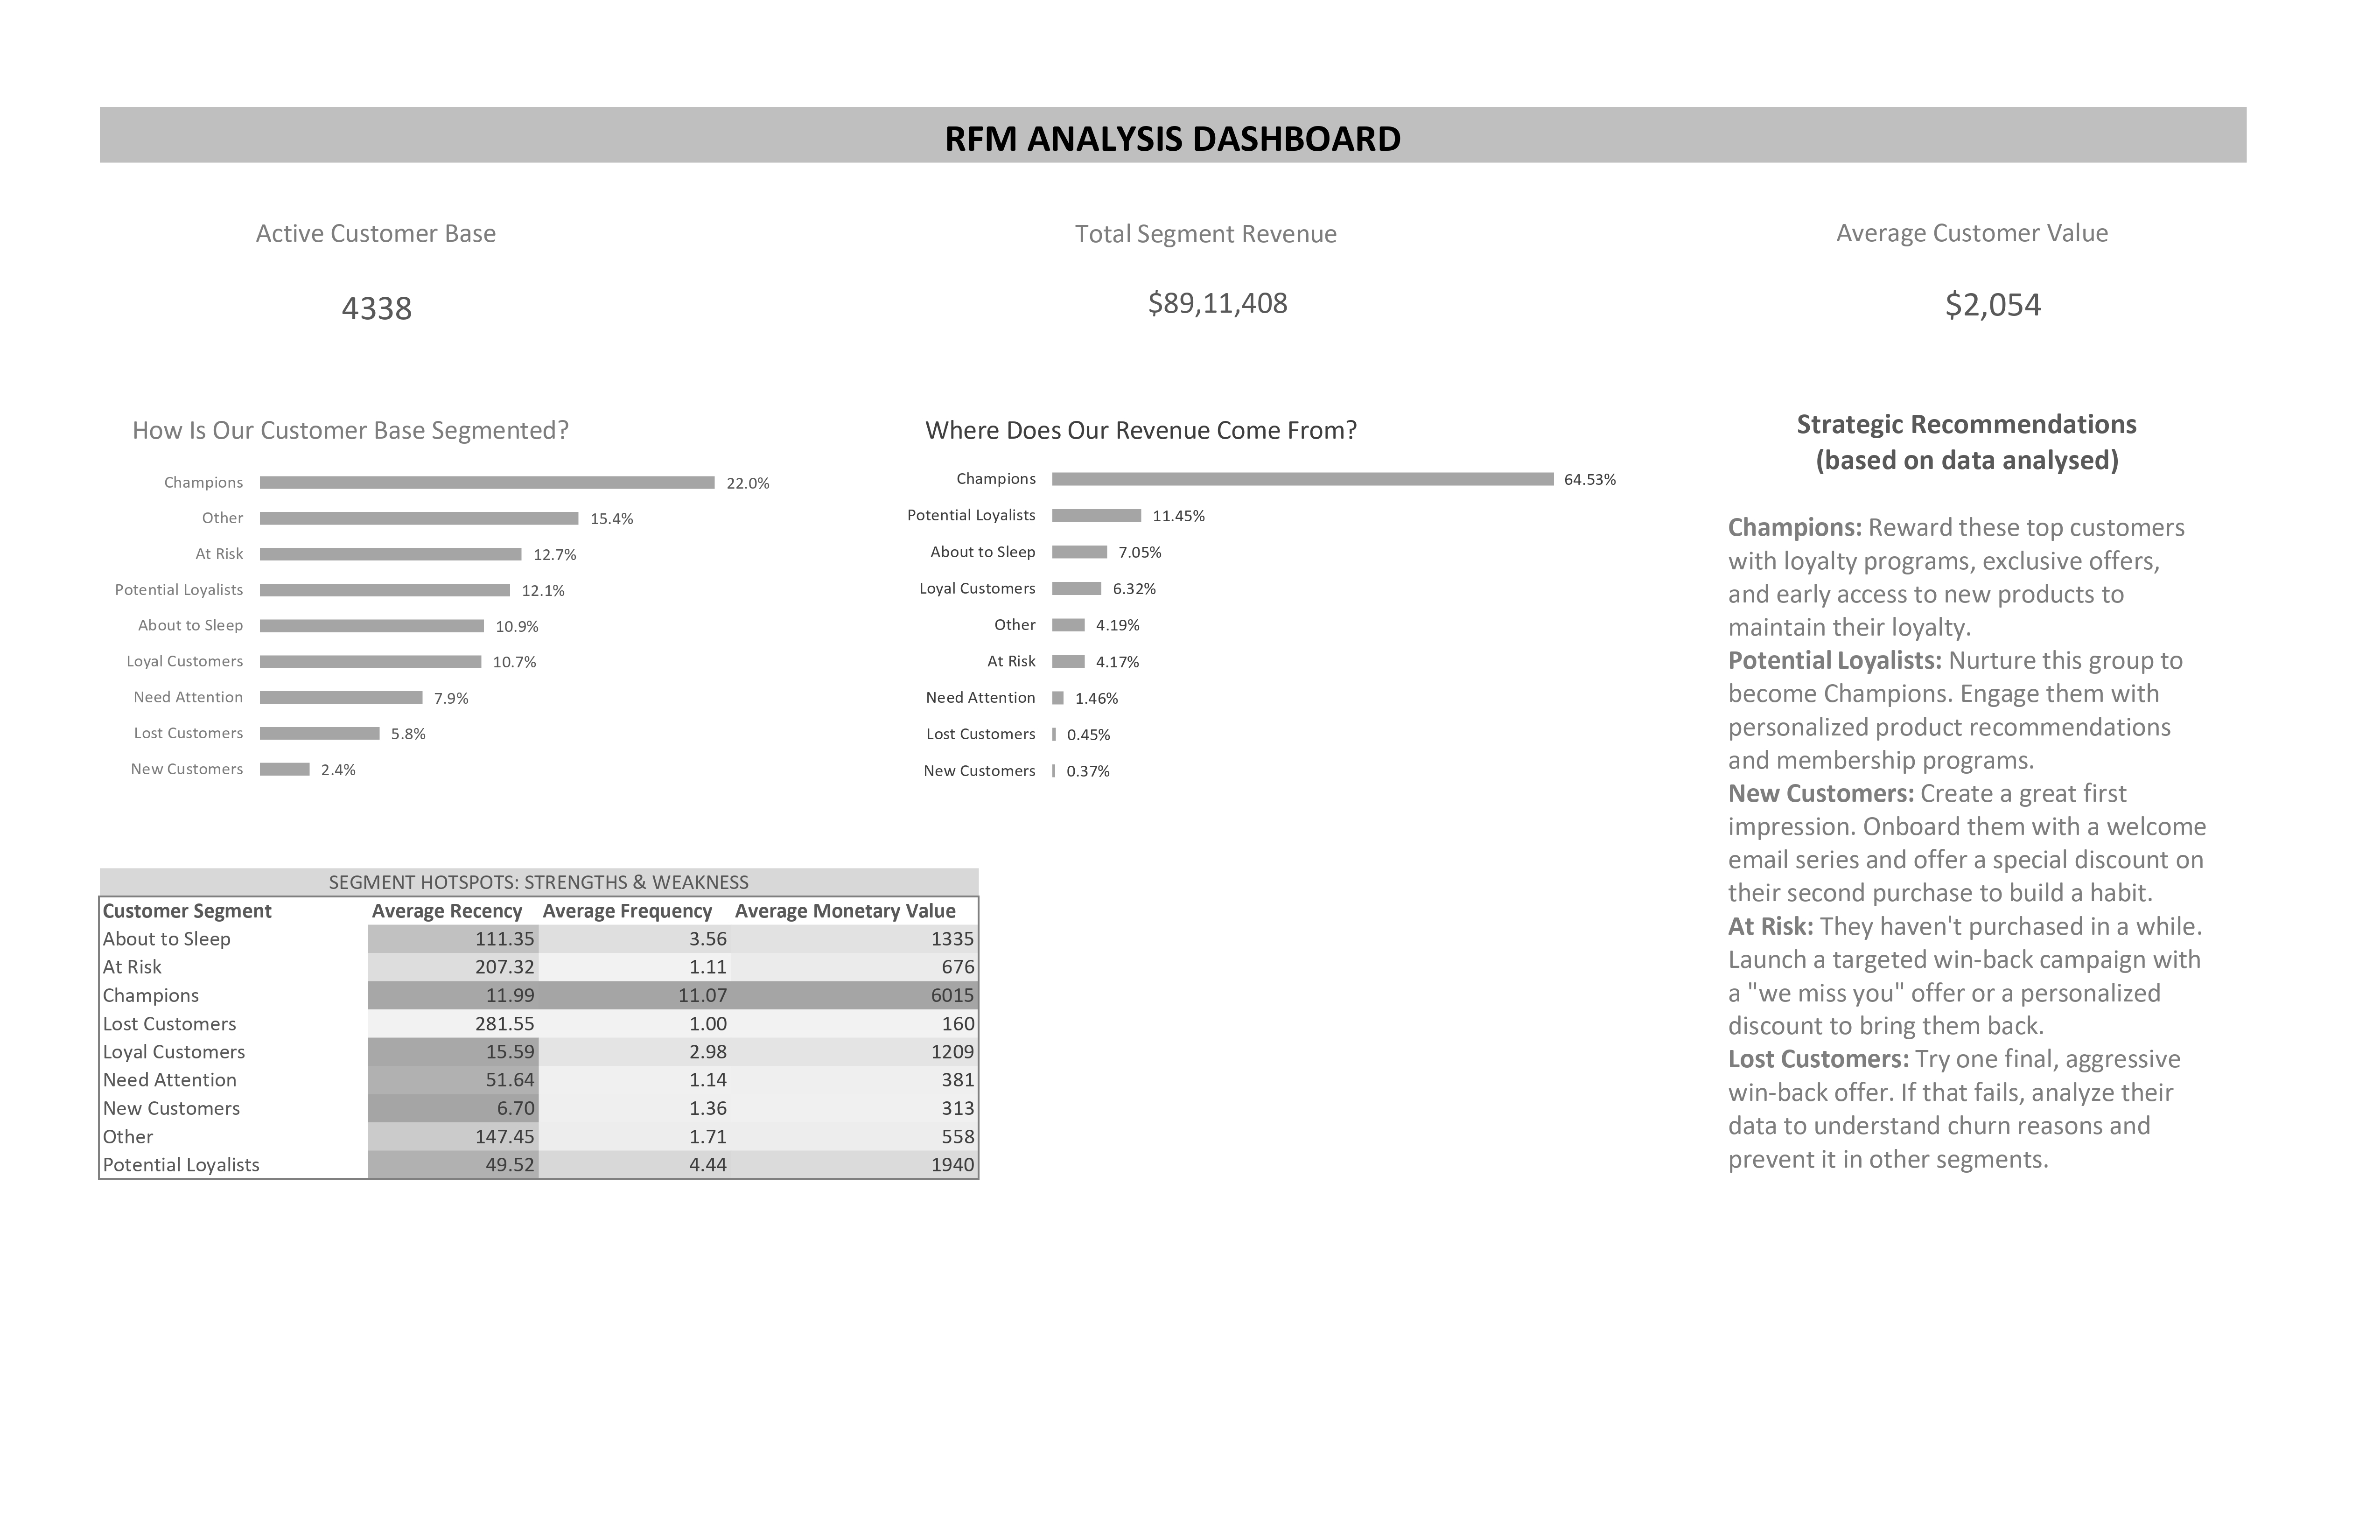 RFM ANALYSIS DASHBOARD
Active Customer Base
4338
Total Segment Revenue
$89,11,408
Average Customer Value
$2,054
How Is Our Customer Base Segmented?
Champions 22.0%
Other 15.4%
At Risk 12.7%
Potential Loyalists 12.1%
About to Sleep 10.9%
Loyal Customers 10.7%
Need Attention 7.9%
Lost Customers 5.8%
New Customers 2.4%
Where Does Our Revenue Come From?
Champions 64.53%
Potential Loyalists 11.45%
About to Sleep 7.05%
Loyal Customers 6.32%
Other 4.19%
At Risk 4.17%
Need Attention 1.46%
Lost Customers 0.45%
New Customers 0.37%
SEGMENT HOTSPOTS: STRENGTHS & WEAKNESS
Customer Segment Average Recency Average Frequency Average Monetary Value
About to Sleep 111.35 3.56 1335
At Risk 207.32 1.11 676
Champions 11.99 11.07 6015
Lost Customers 281.55 1.00 160
Loyal Customers 15.59 2.98 1209
Need Attention 51.64 1.14 381
New Customers 6.70 1.36 313
Other 147.45 1.71 558
Potential Loyalists 49.52 4.44 1940
Strategic Recommendations
(based on data analysed)
Champions: Reward these top customers
with loyalty programs, exclusive offers,
and early access to new products to
maintain their loyalty.
Potential Loyalists: Nurture this group to
become Champions. Engage them with
personalized product recommendations
and membership programs.
New Customers: Create a great first
impression. Onboard them with a welcome
email series and offer a special discount on
their second purchase to build a habit.
At Risk: They haven't purchased in a while.
Launch a targeted win-back campaign with
a "we miss you" offer or a personalized
discount to bring them back.
Lost Customers: Try one final, aggressive
win-back offer. If that fails, analyze their
data to understand churn reasons and
prevent it in other segments.